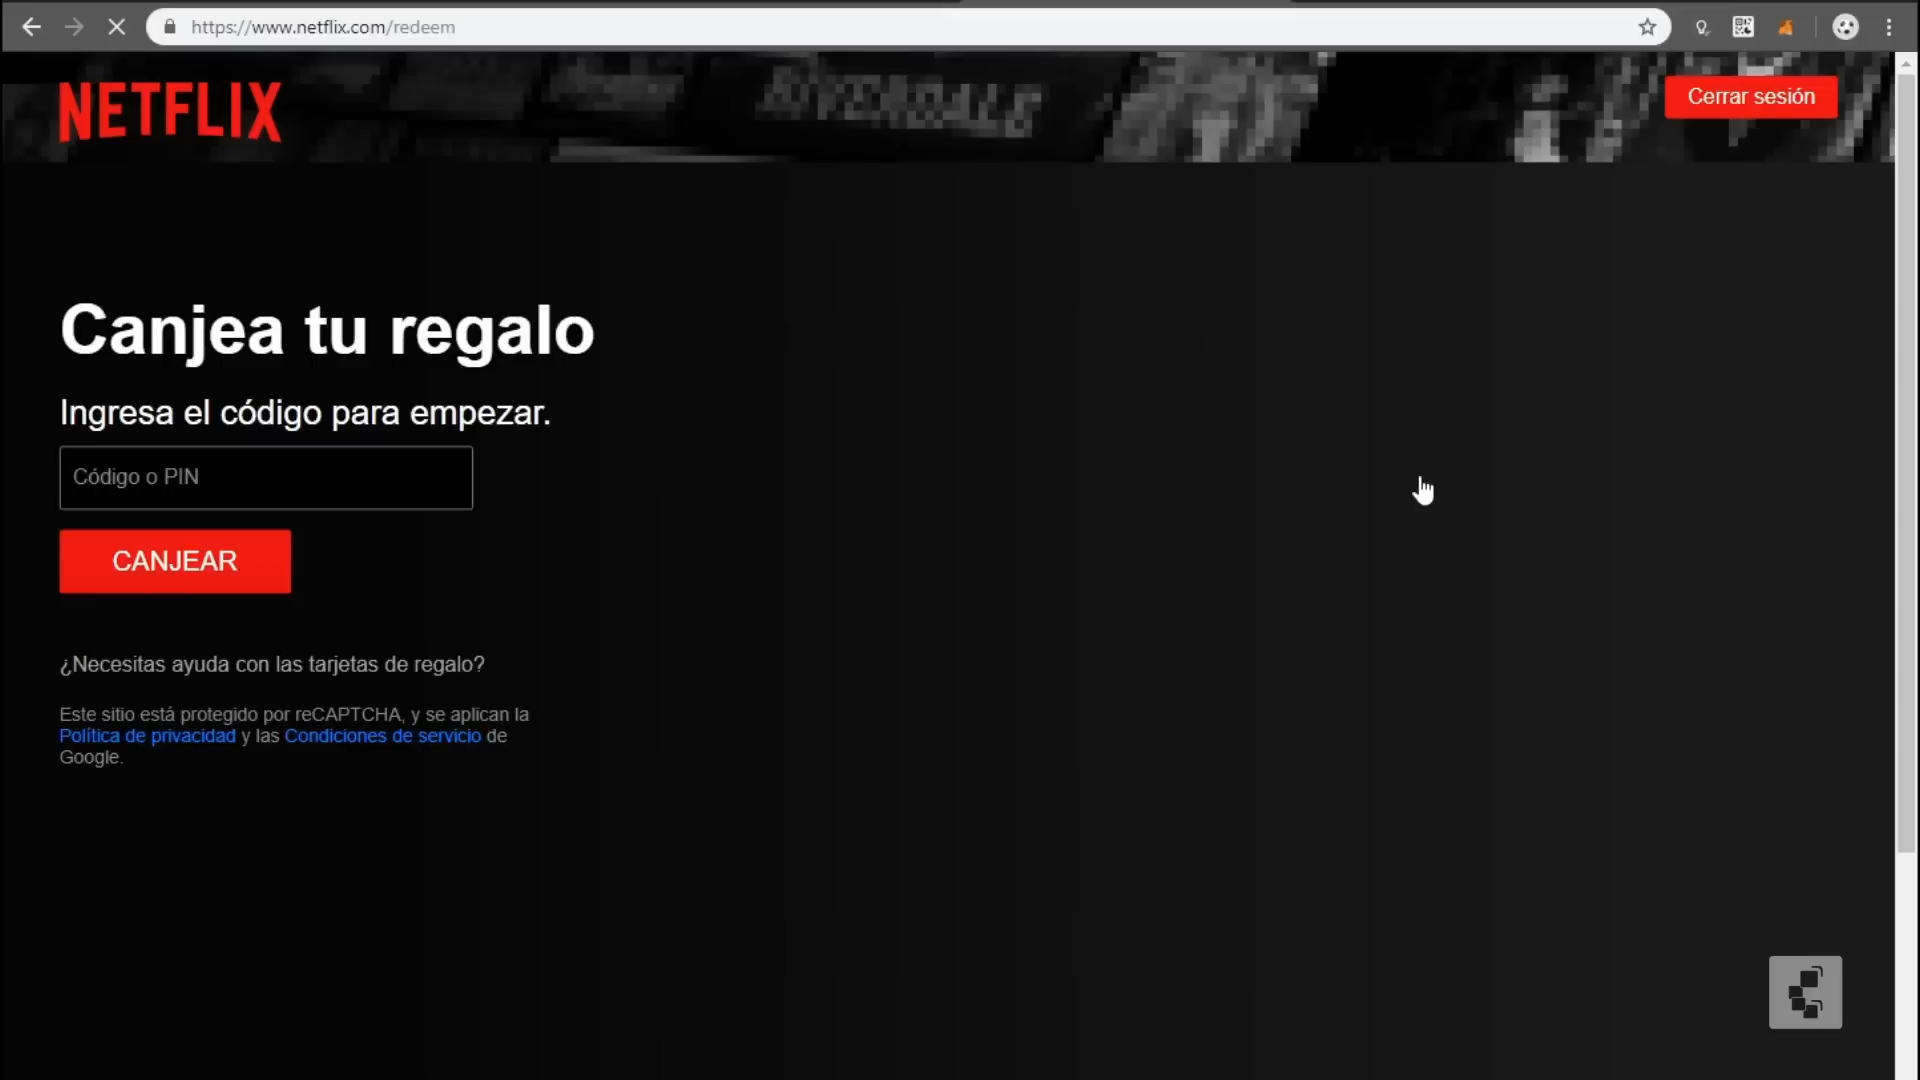 https://www.netflix.com/redeem
NETFLIX
RIVERDALE
Cerrar sesión
Canjea tu regalo
Ingresa el código para empezar.
Código o PIN
CANJEAR
¿Necesitas ayuda con las tarjetas de regalo?
Este sitio está protegido por reCAPTCHA, y se aplican la
Política de privacidad y las Condiciones de servicio de
Google.